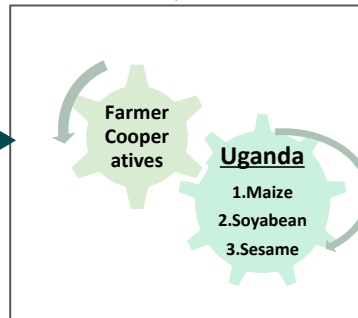 Farmer
Cooper
atives
Uganda
1.Maize
2.Soyabean
3.Sesame